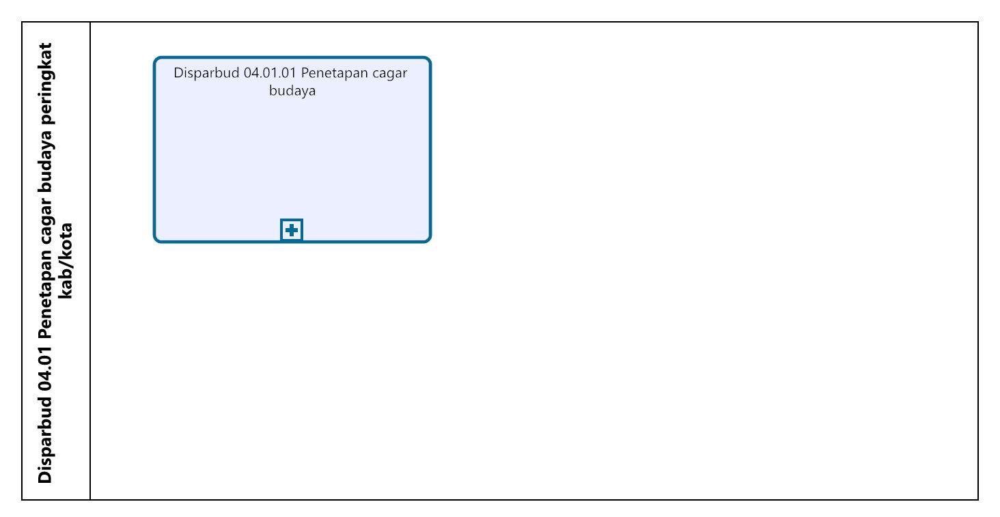 Disparbud 04.01 Penetapan cagar budaya peringkat
kab/kota
Disparbud 04.01.01 Penetapan cagar
budaya